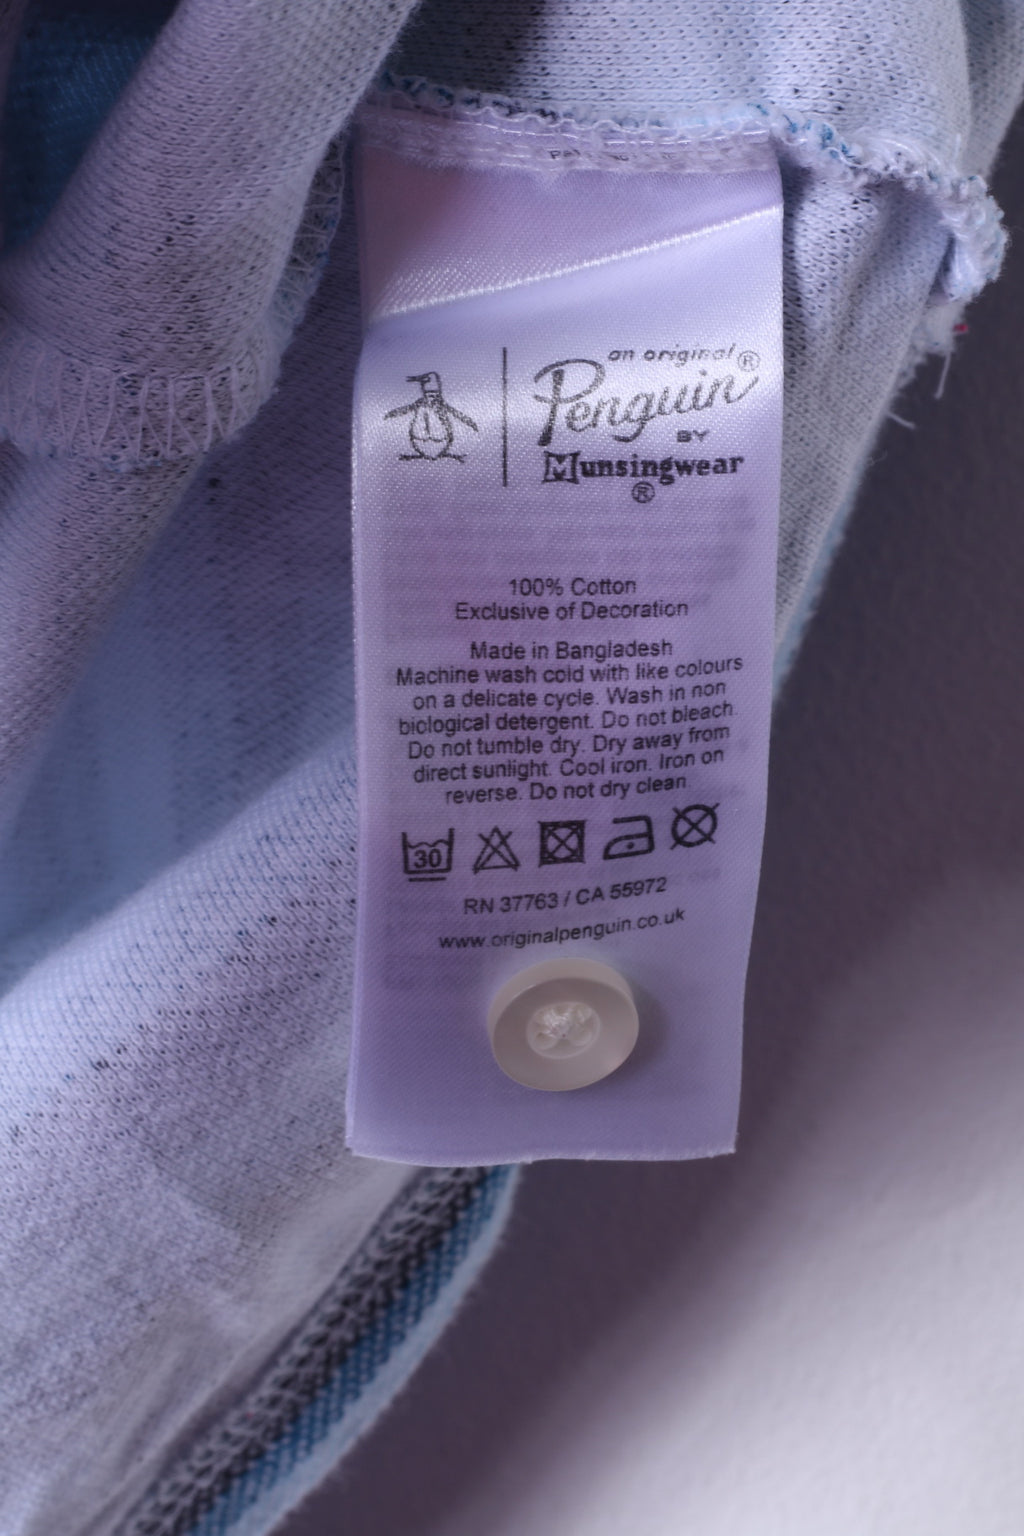 an original®
Penguin
BY
Munsingwear
®
100% Cotton
Exclusive of Decoration
Made in Bangladesh
Machine wash cold with like colours
on a delicate cycle. Wash in non
biological detergent. Do not bleach.
Do not tumble dry. Dry away from
direct sunlight. Cool iron. Iron on
reverse. Do not dry clean.
30
RN 37763 / CA 55972
www.originalpenguin.co.uk